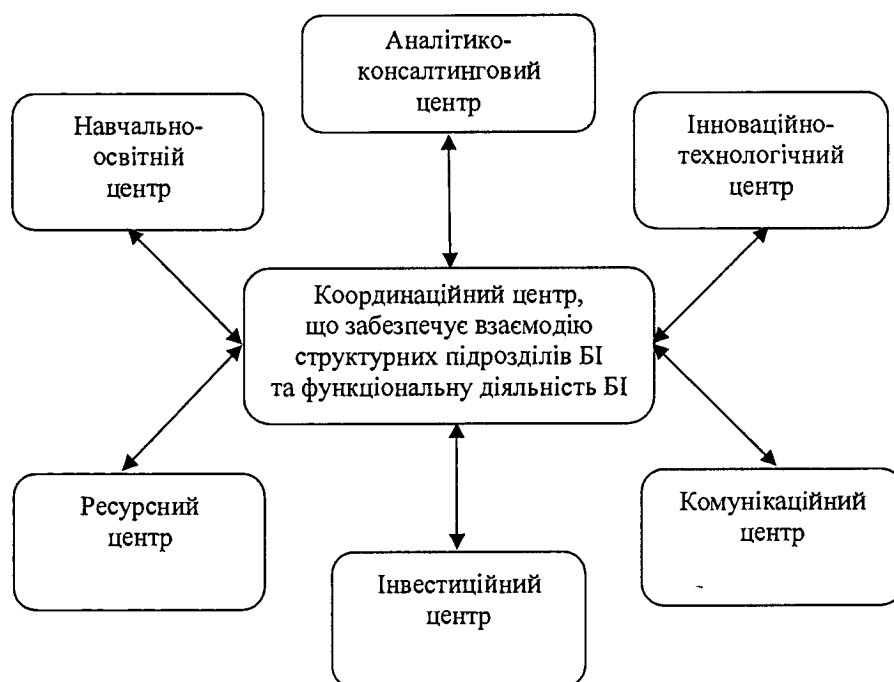 Аналітико-
консалтинговий
центр
Навчально-
освітній
центр
Інноваційно-
технологічний
центр
Координаційний центр,
що забезпечує взаємодію
структурних підрозділів БІ
та функціональну діяльність БІ
Ресурсний
центр
Комунікаційний
центр
Інвестиційний
центр